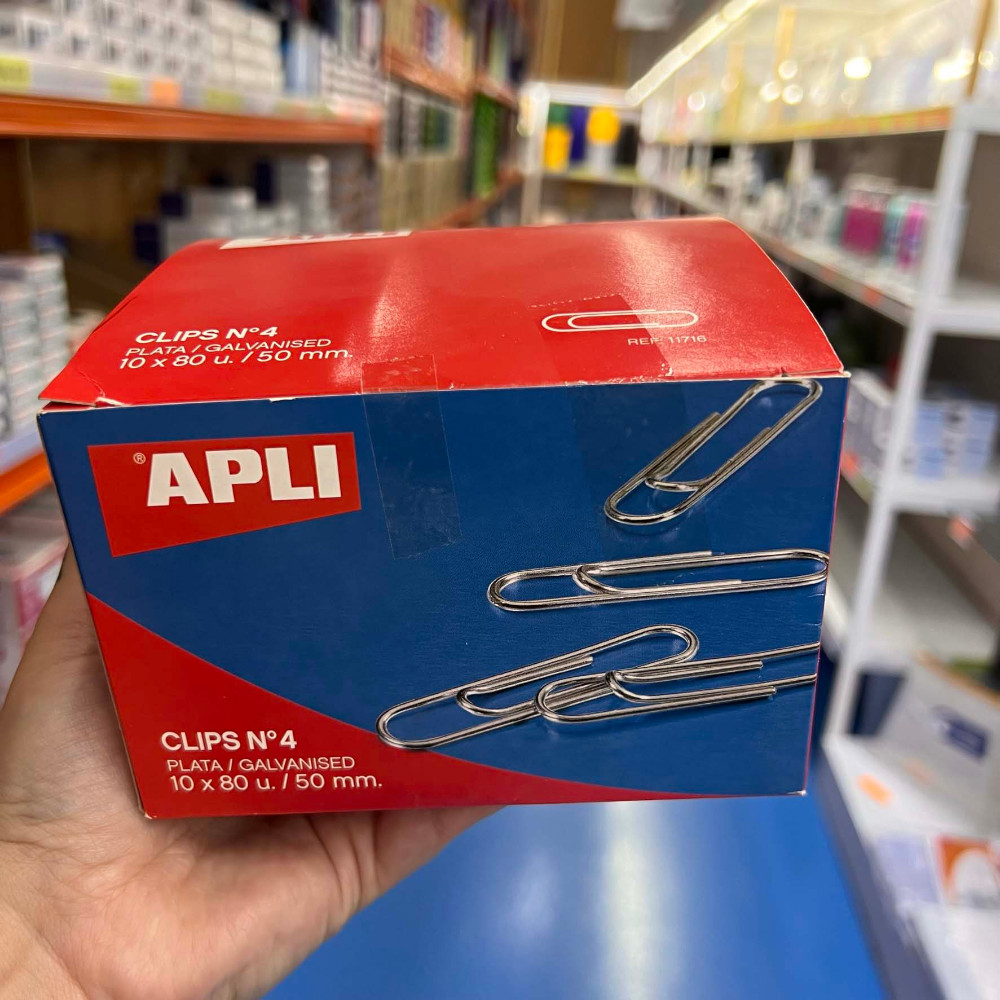 CLIPS Nº4
PLATA / GALVANISED
10 x 80 u. / 50 mm.
REF. 11716
® APLI
CLIPS Nº4
PLATA / GALVANISED
10 x 80 u. / 50 mm.